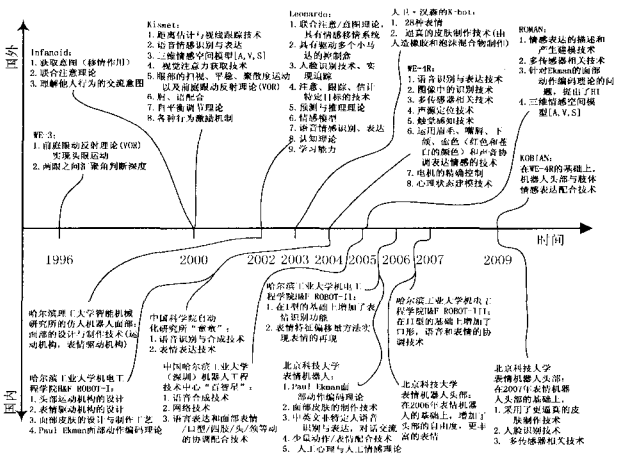 国外
Infanoid:
1. 获取意图(移情作用)
2. 联合注意理论
3. 理解他人行为的交流意图
WE-3:
1. 前庭眼动反射理论(VOR)
实现头眼运动
2. 两眼之间汇聚角判断深度
Kismet:
1. 距离估计与视线跟踪技术
2. 语音情感识别与表达
3. 三维情感空间模型[A,V,S]
4. 视觉注意力获取技术
5. 眼部的扫视、平稳、聚散度运动
以及前庭眼动反射理论(VOR)
6. 肘、语配合
7. 自平衡调节理论
8. 各种行为激励机制
Leonardo:
1. 联合注意/意图理论,
具有情感移情系统
2. 具有驱动多个小马
达的抑制盒
3. 人脸识别技术、实
现追踪
4. 注意、跟踪、估计
特定目标的技术
5. 预测与推理理论
6. 情感模型
7. 语音情感识别、表达
8. 认知理论
9. 学习能力
大卫·汉森的K-bot:
1. 28种表情
2. 逼真的皮肤制作技术(由
人造橡胶和泡沫混合物制作)
WE-4R:
1. 语音识别与表达技术
2. 图像中的识别技术
3. 多传感器相关技术
4. 声源定位技术
5. 触觉感知技术
6. 运用眉毛、嘴唇、下
颌、血色(红色和苍
白的颜色)和声音协
调表达情感的技术
7. 电机的精确控制
8. 心理状态建模技术
ROMAN:
1. 情感表达的描述和
产生建模技术
2. 多传感器相关技术
3. 针对Ekman的面部
动作编码理论的问
题,提出了HI
4. 三维情感空间模型
[A,V,S]
KOBIAN:
在WE-4R的基础上,
机器人头部与肢体
情感表达配合技术
时间
1996 2000 2002 2003 2004 2005 2006 2007 2009
国内
哈尔滨理工大学智能机械
研究所的仿人机器人面部:
面部的设计与制作技术(运
动机构,表情驱动机构)
哈尔滨工业大学机电工
程学院H&F ROBOT-I:
1. 头部运动机构的设计
2. 表情驱动机构的设计
3. 面部皮肤的设计与制作工艺
4. Paul Ekman面部动作编码理论
中国科学院自动
化研究所“童童”:
1. 语音识别与合成技术
2. 表情表达技术
中国哈尔滨工业大学
(深圳)机器人工程
技术中心“百智星”:
1. 语音合成技术
2. 网络技术
3. 语言表达和面部表情
/口型/四肢/头/颈等动
的协调配合技术
哈尔滨工业大学机电工
程学院H&F ROBOT-II:
1. 在I型的基础上增加了表
情识别功能
2. 表情特征偏移量方法实
现表情的再现
北京科技大学
表情机器人:
1. Paul Ekman面
部动作编码理论
2. 面部皮肤的制作技术
3. 中英文非特定人语音
识别与表达,对话交流
4. 少量动作/表情配合技术
5. 人工心理与人工情感理论
哈尔滨工业大学机电工
程学院H&F ROBOT-III:
在II型的基础上增加了
口形,语音和表情的协
调技术
北京科技大学
表情机器人头部:
在2006年表情机器
人的基础上,增加了
头部的自由度,更丰
富的表情
北京科技大学
表情机器人头部:
在2007年表情机器
人头部的基础上,
1. 采用了更逼真的皮
肤制作技术
2. 人脸识别技术
3. 多传感器相关技术